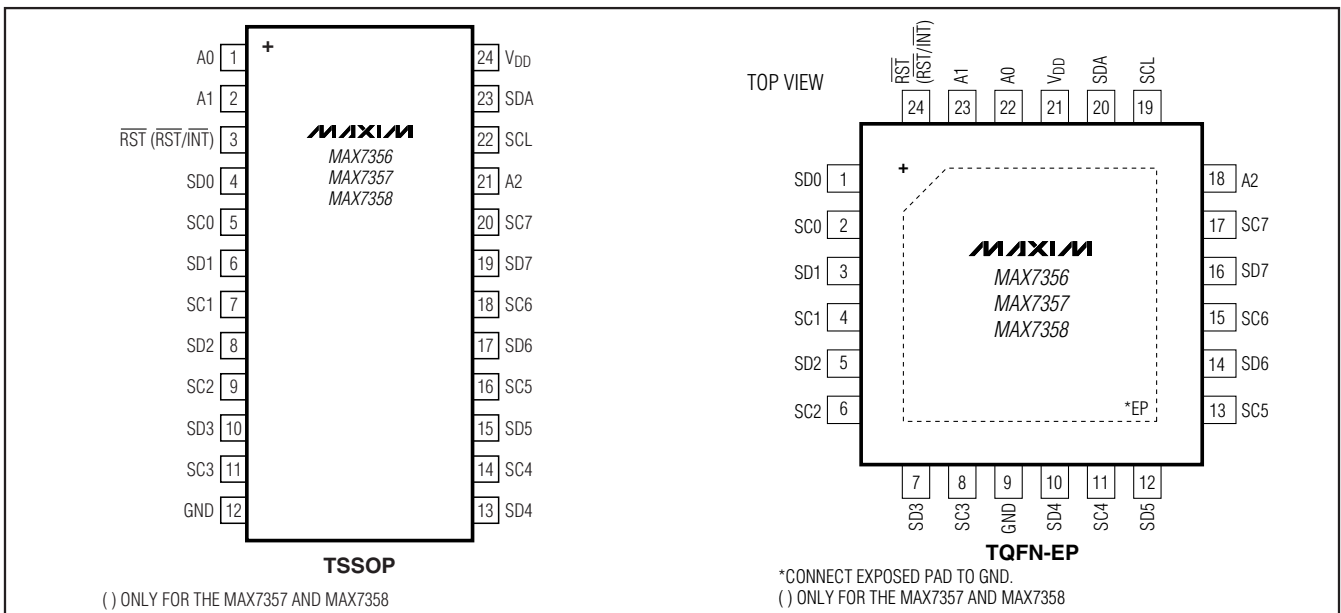 A0 1
A1 2
RST (RST/INT) 3
SD0 4
SC0 5
SD1 6
SC1 7
SD2 8
SC2 9
SD3 10
SC3 11
GND 12
+
MAXIM
MAX7356
MAX7357
MAX7358
24 VDD
23 SDA
22 SCL
21 A2
20 SC7
19 SD7
18 SC6
17 SD6
16 SC5
15 SD5
14 SC4
13 SD4
TSSOP
( ) ONLY FOR THE MAX7357 AND MAX7358
TOP VIEW
RST (RST/INT) A1 A0 VDD SDA SCL
24 23 22 21 20 19
SD0 1
SC0 2
SD1 3
SC1 4
SD2 5
SC2 6
+
MAXIM
MAX7356
MAX7357
MAX7358
*EP
18 A2
17 SC7
16 SD7
15 SC6
14 SD6
13 SC5
7 8 9 10 11 12
SD3 SC3 GND SD4 SC4 SD5
TQFN-EP
*CONNECT EXPOSED PAD TO GND.
( ) ONLY FOR THE MAX7357 AND MAX7358